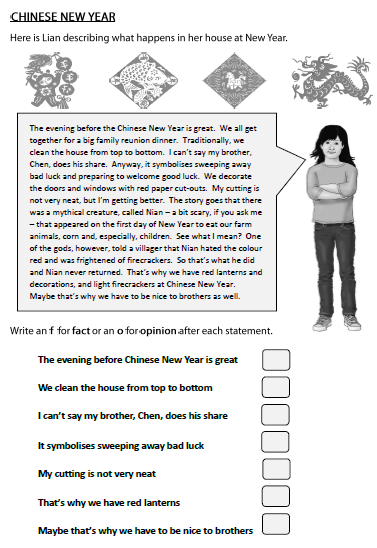 CHINESE NEW YEAR
Here is Lian describing what happens in her house at New Year.
The evening before the Chinese New Year is great. We all get
together for a big family reunion dinner. Traditionally, we
clean the house from top to bottom. I can't say my brother,
Chen, does his share. Anyway, it symbolises sweeping away
bad luck and preparing to welcome good luck. We decorate
the doors and windows with red paper cut-outs. My cutting is
not very neat, but I'm getting better. The story goes that there
was a mythical creature, called Nian – a bit scary, if you ask me
– that appeared on the first day of New Year to eat our farm
animals, corn and, especially, children. See what I mean? One
of the gods, however, told a villager that Nian hated the colour
red and was frightened of firecrackers. So that's what he did
and Nian never returned. That's why we have red lanterns and
decorations, and light firecrackers at Chinese New Year.
Maybe that's why we have to be nice to brothers as well.
Write an f for fact or an o for opinion after each statement.
The evening before Chinese New Year is great
We clean the house from top to bottom
I can't say my brother, Chen, does his share
It symbolises sweeping away bad luck
My cutting is not very neat
That's why we have red lanterns
Maybe that's why we have to be nice to brothers